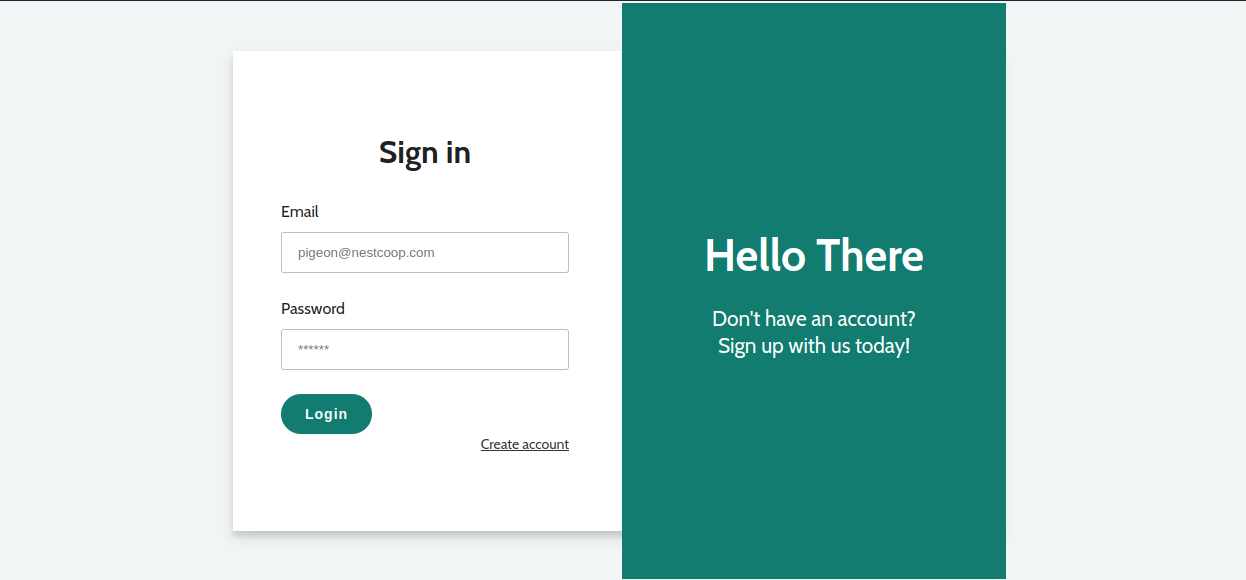 Sign in
Email
pigeon@nestcoop.com
Password
******
Login
Create account
Hello There
Don't have an account?
Sign up with us today!